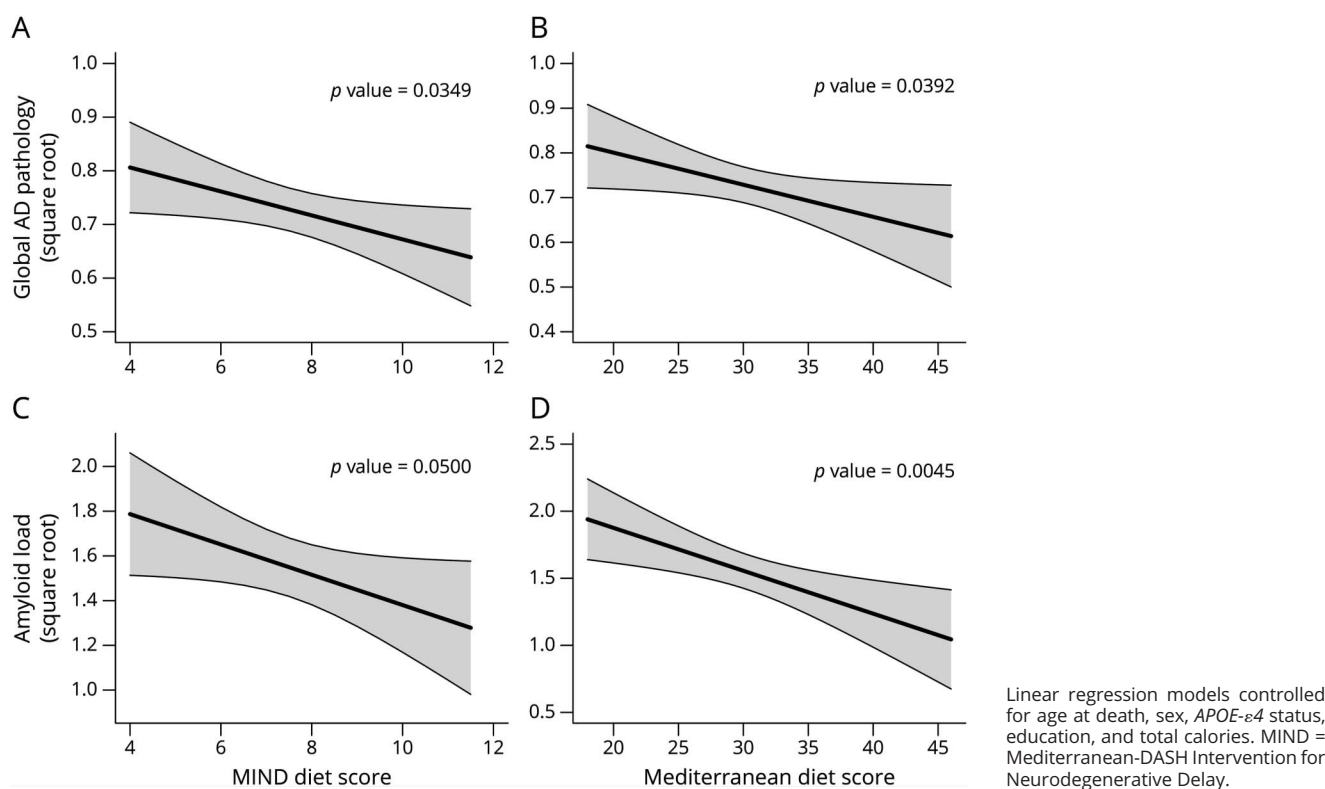 A
Global AD pathology
(square root)
1.0
0.9
0.8
0.7
0.6
0.5
p value = 0.0349
4 6 8 10 12
B
1.0
0.9
0.8
0.7
0.6
0.5
0.4
p value = 0.0392
20 25 30 35 40 45
C
Amyloid load
(square root)
2.0
1.8
1.6
1.4
1.2
1.0
p value = 0.0500
4 6 8 10 12
MIND diet score
D
2.5
2.0
1.5
1.0
0.5
p value = 0.0045
20 25 30 35 40 45
Mediterranean diet score
Linear regression models controlled
for age at death, sex, APOE-ε4 status,
education, and total calories. MIND =
Mediterranean-DASH Intervention for
Neurodegenerative Delay.